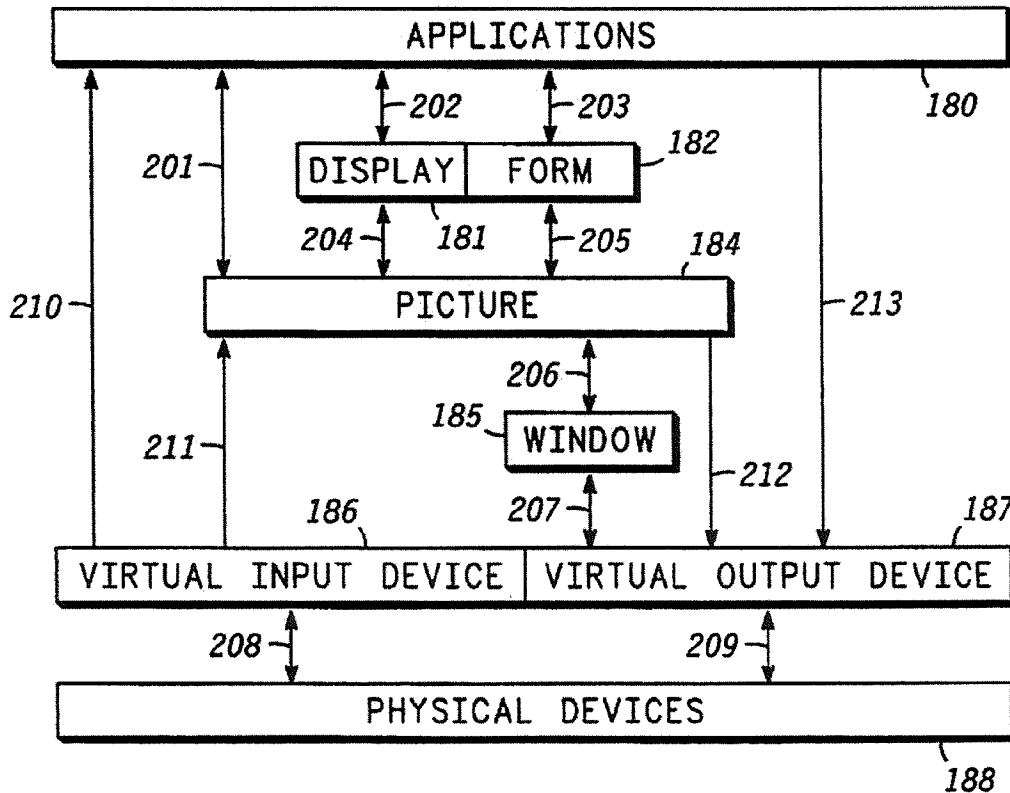 APPLICATIONS
180
202 203
201
182
DISPLAY FORM
204 181 205
184
210
PICTURE
213
206
185 WINDOW
211
212
207
186 187
VIRTUAL INPUT DEVICE VIRTUAL OUTPUT DEVICE
208 209
PHYSICAL DEVICES
188